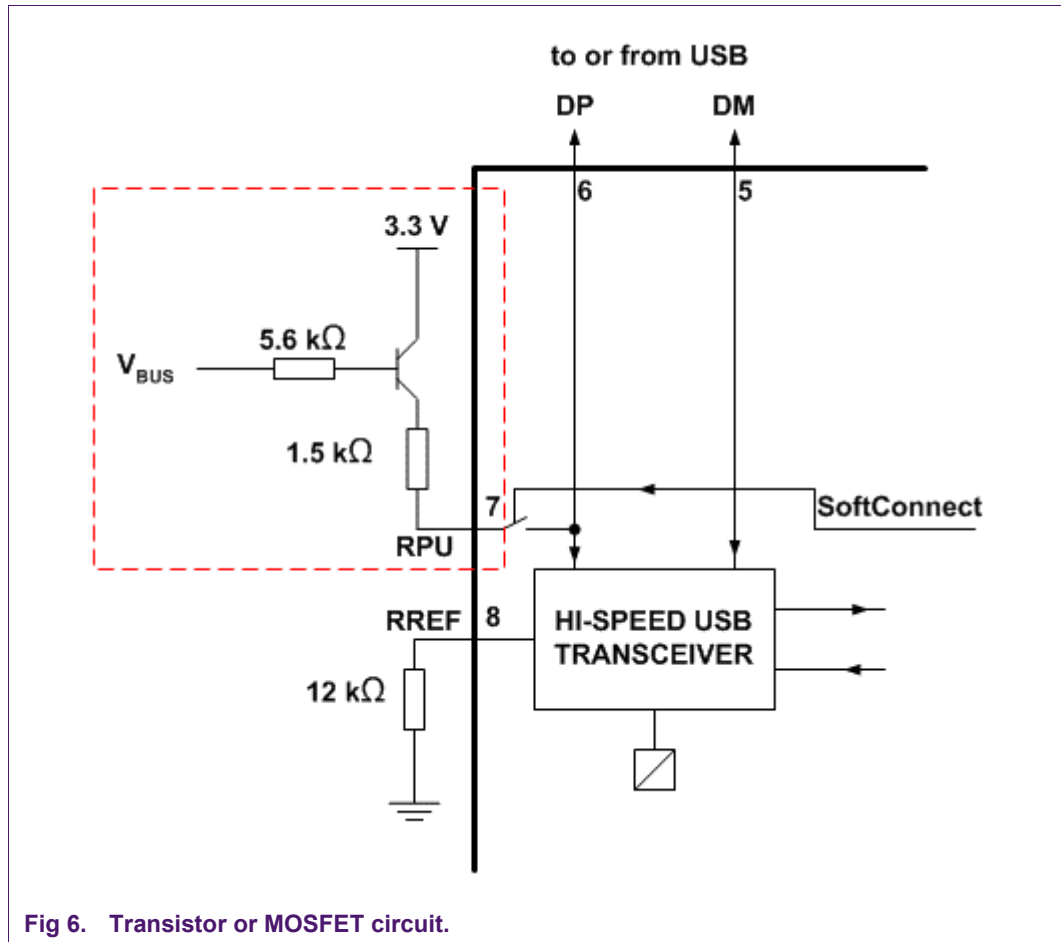 to or from USB
DP DM
6 5
3.3 V
5.6 kΩ
VBUS
1.5 kΩ
7
SoftConnect
RPU
RREF 8
HI-SPEED USB
TRANSCEIVER
12 kΩ
Fig 6. Transistor or MOSFET circuit.